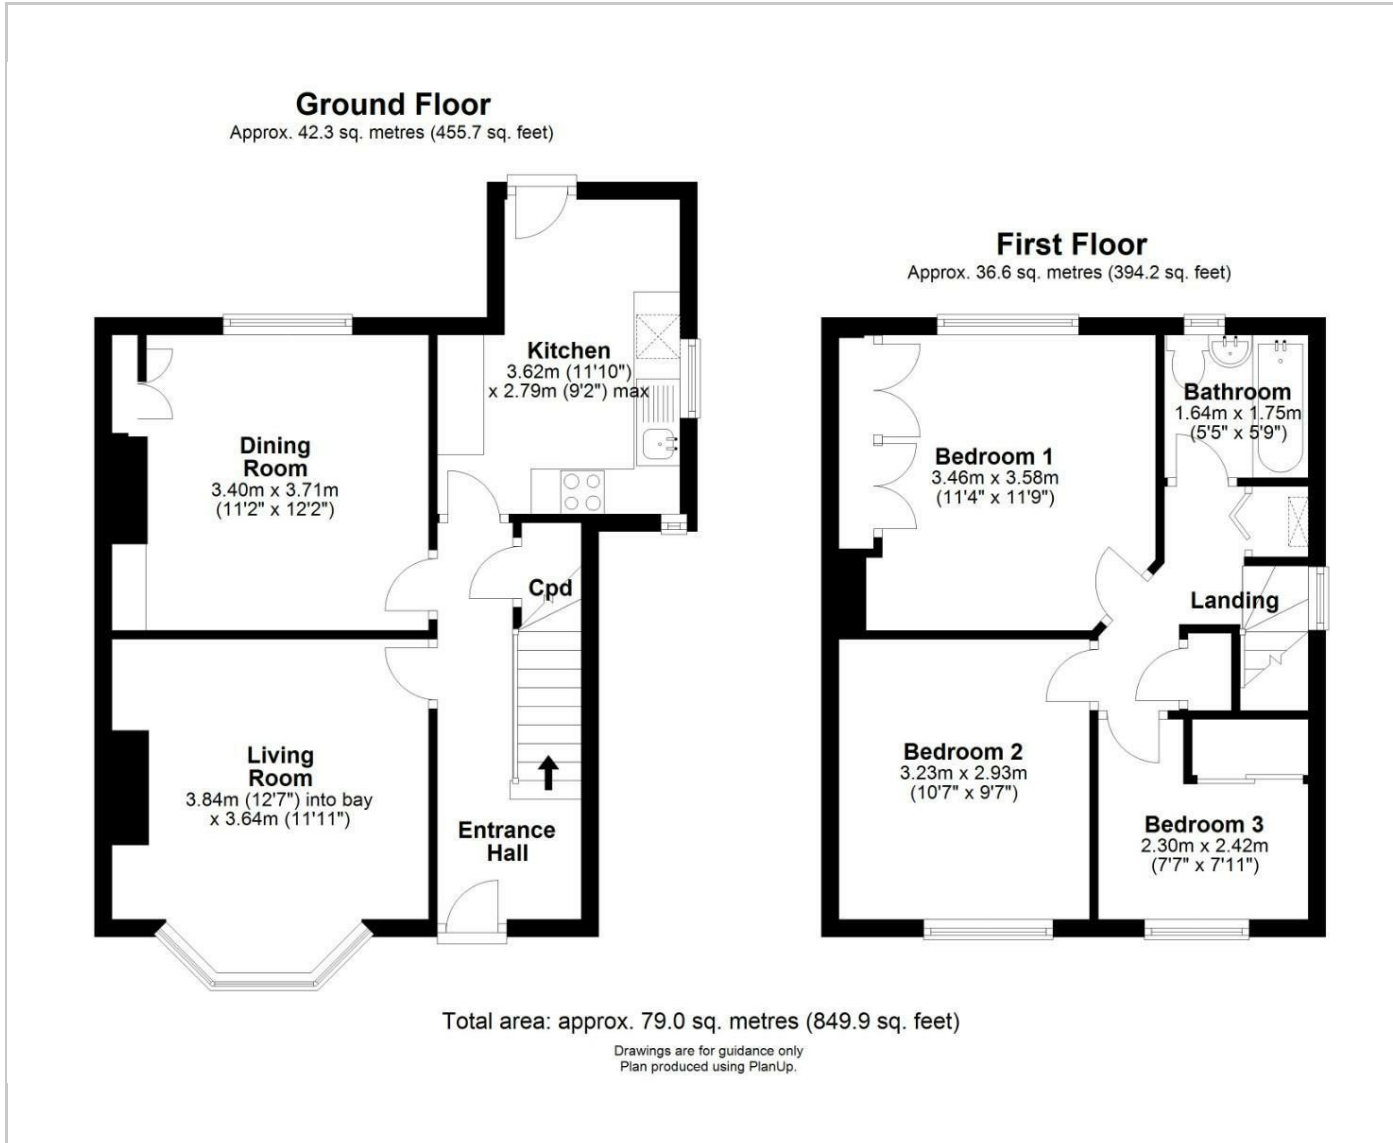 Ground Floor
Approx. 42.3 sq. metres (455.7 sq. feet)
Kitchen
3.62m (11'10")
x 2.79m (9'2") max
Dining
Room
3.40m x 3.71m
(11'2" x 12'2")
Cpd
Living
Room
3.84m (12'7") into bay
x 3.64m (11'11")
Entrance
Hall
First Floor
Approx. 36.6 sq. metres (394.2 sq. feet)
Bathroom
1.64m x 1.75m
(5'5" x 5'9")
Bedroom 1
3.46m x 3.58m
(11'4" x 11'9")
Landing
Bedroom 2
3.23m x 2.93m
(10'7" x 9'7")
Bedroom 3
2.30m x 2.42m
(7'7" x 7'11")
Total area: approx. 79.0 sq. metres (849.9 sq. feet)
Drawings are for guidance only
Plan produced using PlanUp.